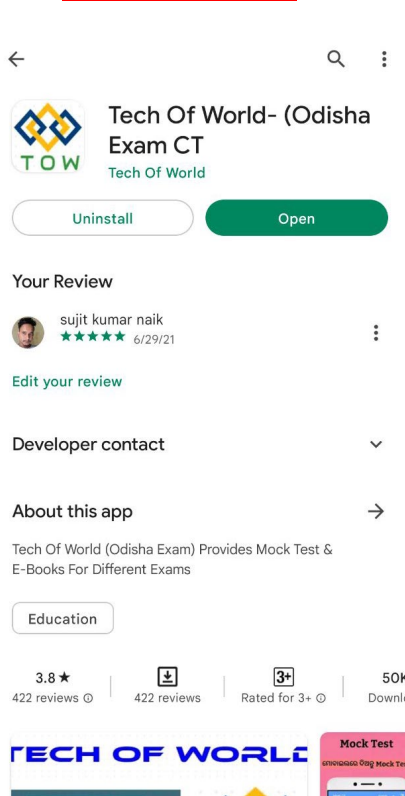 Tech Of World- (Odisha
Exam CT
Tech Of World
TOW
Uninstall
Open
Your Review
sujit kumar naik
★★★★★ 6/29/21
Edit your review
Developer contact
About this app
Tech Of World (Odisha Exam) Provides Mock Test &
E-Books For Different Exams
Education
3.8★
422 reviews
422 reviews
3+
Rated for 3+
50K
Downl
TECH OF WORLD
Mock Test
Mock Tes